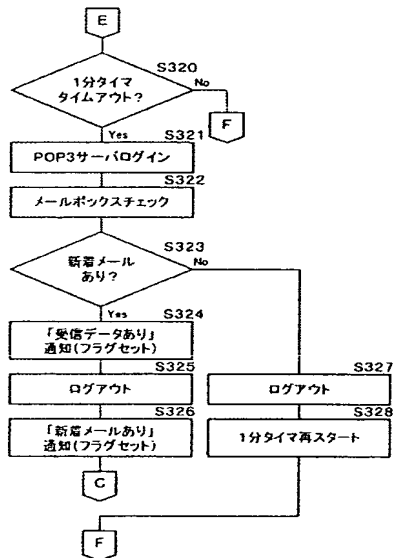 E
S320
1分タイマ
タイムアウト?
No
F
Yes
S321
POP3サーバログイン
S322
メールボックスチェック
S323
新着メール
あり?
No
Yes
S324
「受信データあり」
通知(フラグセット)
S325
ログアウト
S326
「新着メールあり」
通知(フラグセット)
G
S327
ログアウト
S328
1分タイマ再スタート
F